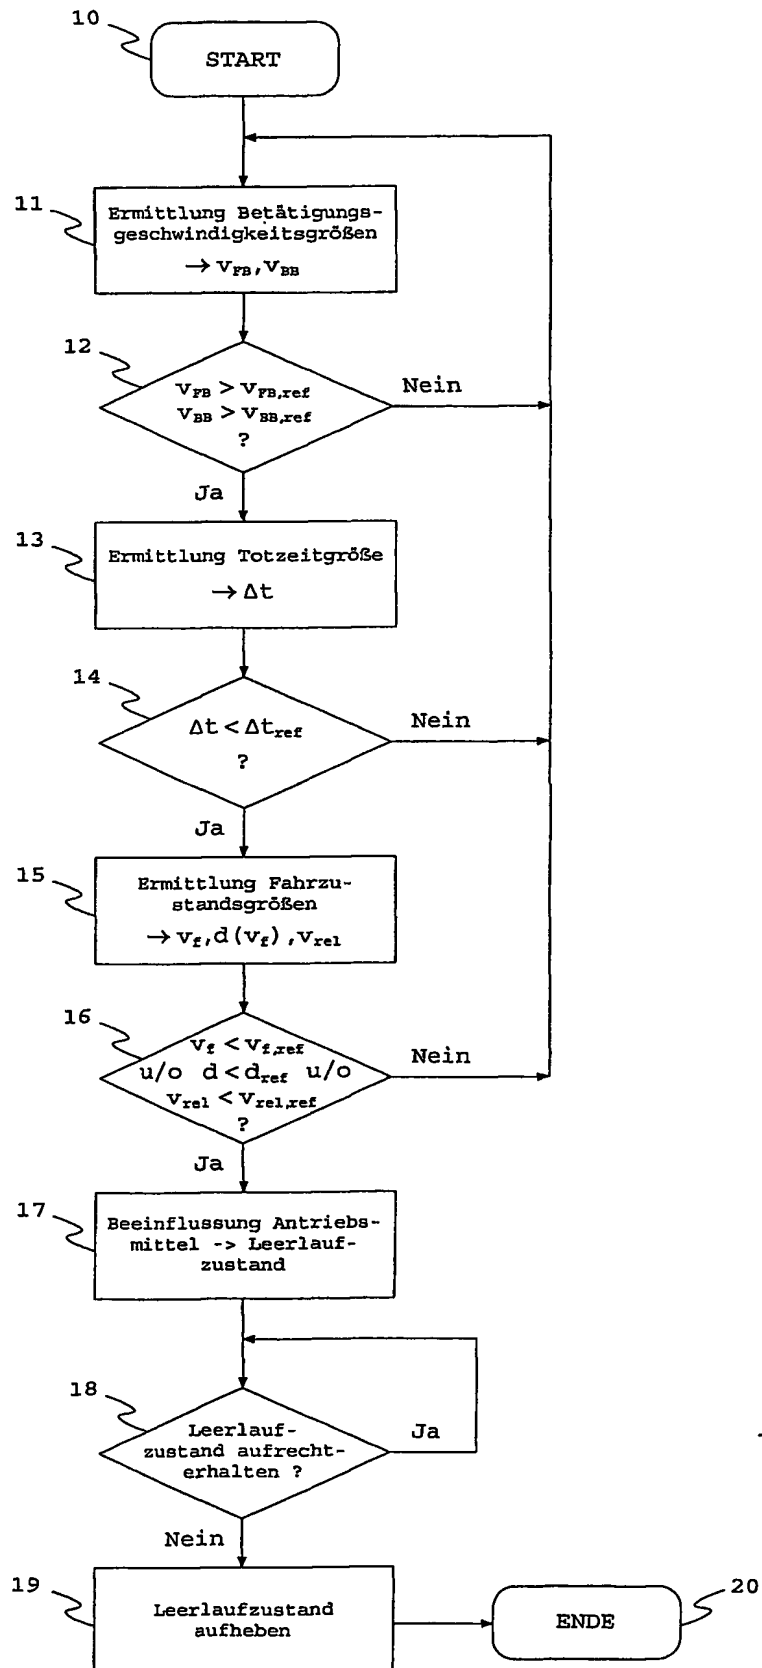 10
START
11
Ermittlung Betätigungs-
geschwindigkeitsgrößen
→ v_FB, v_BB
12
v_FB > v_FB,ref
v_BB > v_BB,ref
?
Nein
Ja
13
Ermittlung Totzeitgröße
→ Δt
14
Δt < Δt_ref
?
Nein
Ja
15
Ermittlung Fahrzu-
standsgrößen
→ v_f, d(v_f), v_rel
16
v_f < v_f,ref
u/o d < d_ref u/o
v_rel < v_rel,ref
?
Nein
Ja
17
Beeinflussung Antriebs-
mittel -> Leerlauf-
zustand
18
Leerlauf-
zustand aufrecht-
erhalten ?
Ja
Nein
19
Leerlaufzustand
aufheben
ENDE
20